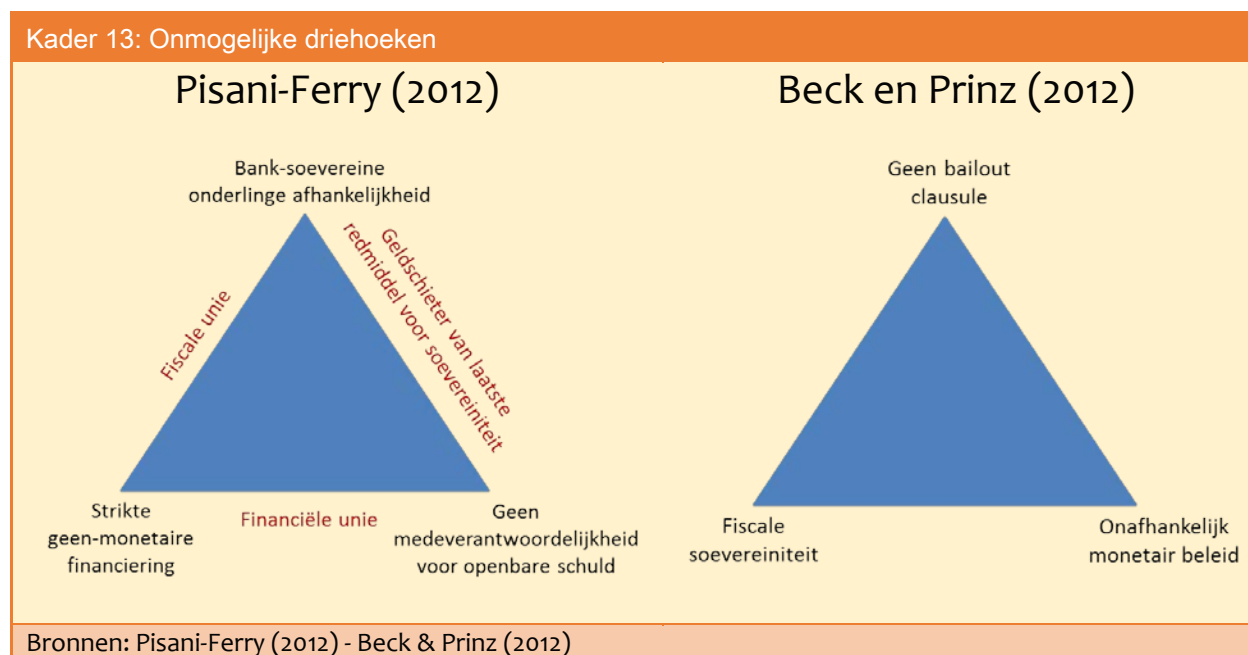 Kader 13: Onmogelijke driehoeken
Pisani-Ferry (2012)
Bank-soevereine
onderlinge afhankelijkheid
Fiscale unie
Geldschieter van laatste
redmiddel voor soevereiniteit
Strikte
geen-monetaire
financiering
Financiële unie
Geen
medeverantwoordelijkheid
voor openbare schuld
Beck en Prinz (2012)
Geen bailout
clausule
Fiscale
soevereiniteit
Onafhankelijk
monetair beleid
Bronnen: Pisani-Ferry (2012) - Beck & Prinz (2012)